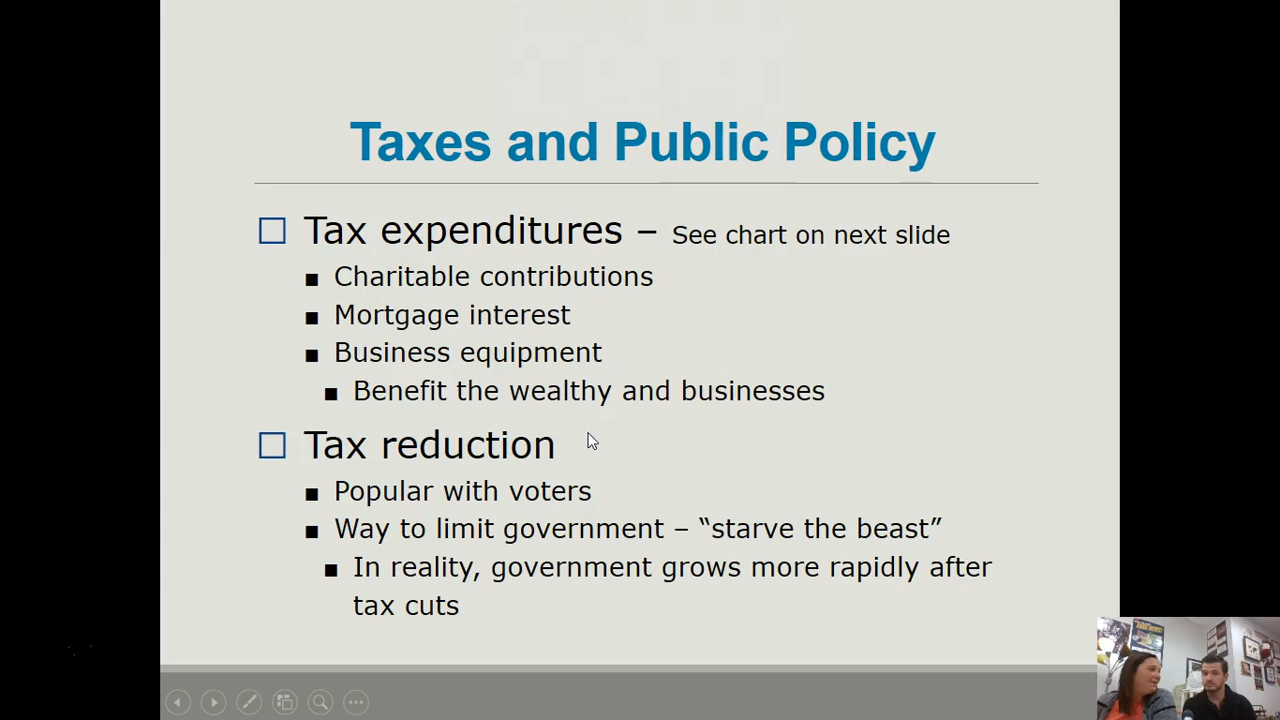 Taxes and Public Policy
Tax expenditures – See chart on next slide
Charitable contributions
Mortgage interest
Business equipment
Benefit the wealthy and businesses
Tax reduction
Popular with voters
Way to limit government – “starve the beast”
In reality, government grows more rapidly after
tax cuts